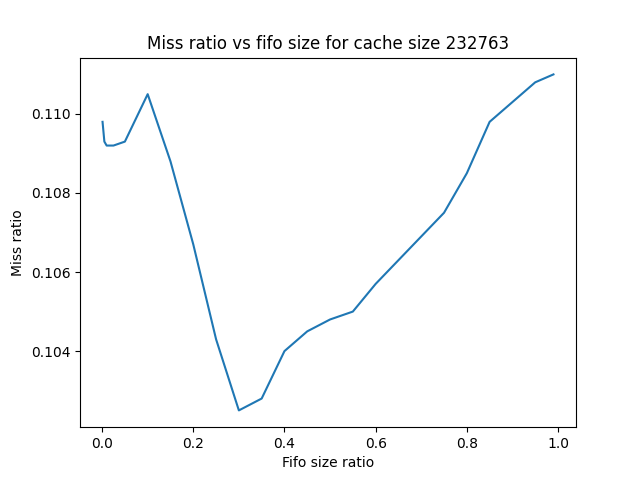 Miss ratio vs fifo size for cache size 232763
0.110
0.108
0.106
0.104
Miss ratio
0.0 0.2 0.4 0.6 0.8 1.0
Fifo size ratio